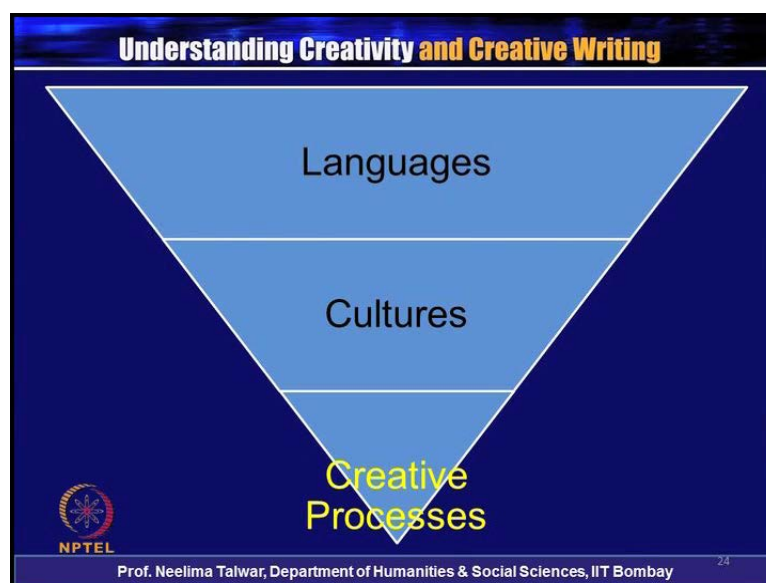 Understanding Creativity and Creative Writing
Languages
Cultures
Creative
Processes
NPTEL
24
Prof. Neelima Talwar, Department of Humanities & Social Sciences, IIT Bombay